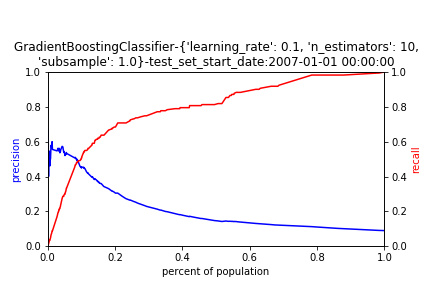 GradientBoostingClassifier-{'learning_rate': 0.1, 'n_estimators': 10,
'subsample': 1.0}-test_set_start_date:2007-01-01 00:00:00
1.0
0.8
0.6
0.4
0.2
0.0
precision
1.0
0.8
0.6
0.4
0.2
0.0
recall
0.0 0.2 0.4 0.6 0.8 1.0
percent of population